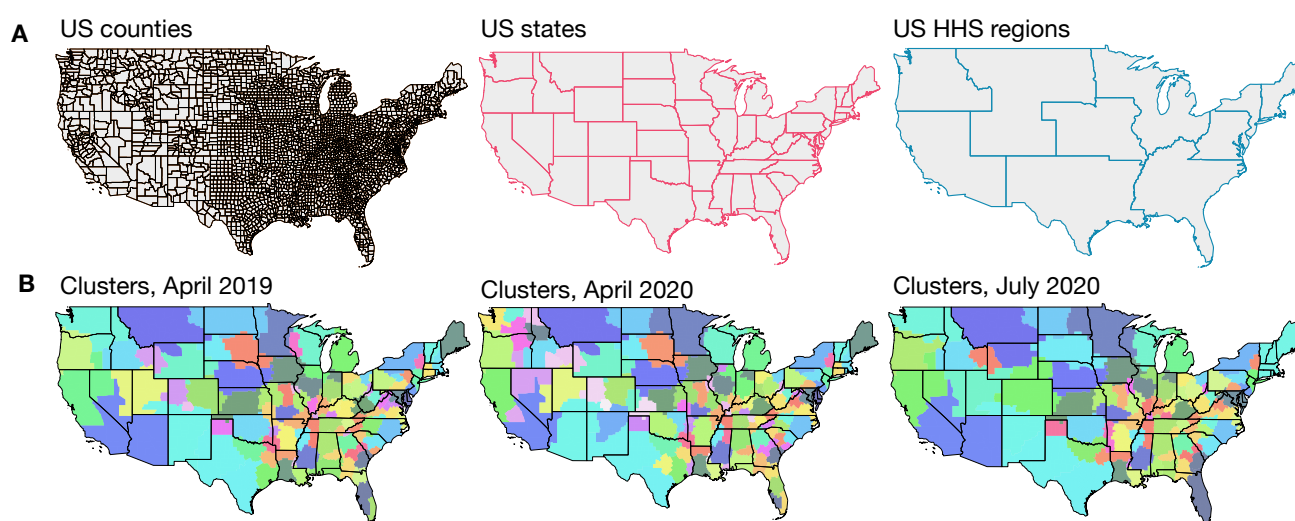 A
US counties
US states
US HHS regions
B
Clusters, April 2019
Clusters, April 2020
Clusters, July 2020